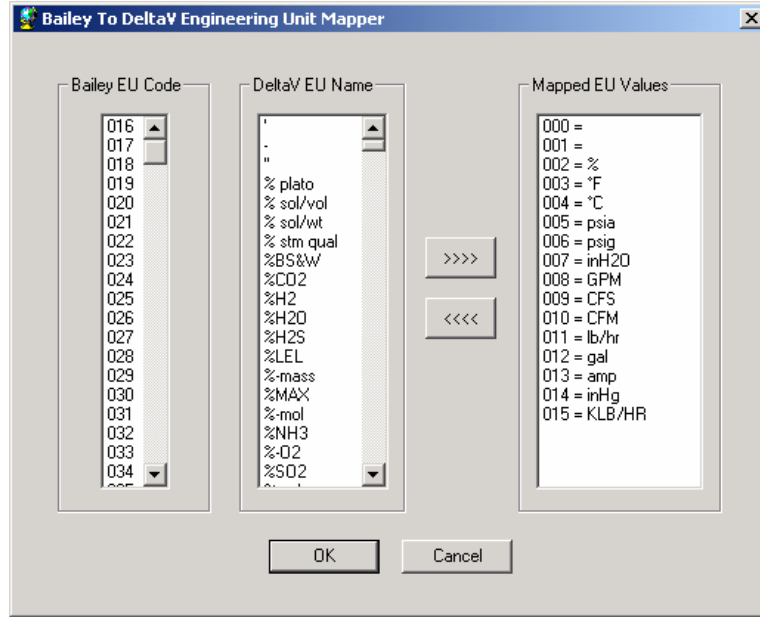 Bailey To DeltaV Engineering Unit Mapper
Bailey EU Code
016
017
018
019
020
021
022
023
024
025
026
027
028
029
030
031
032
033
034
DeltaV EU Name
'
-
"
% plato
% sol/vol
% sol/wt
% stm qual
%BS&W
%CO2
%H2
%H2O
%H2S
%LEL
%-mass
%MAX
%-mol
%NH3
%-O2
%SO2
>>>>
<<<<
Mapped EU Values
000 =
001 =
002 = %
003 = °F
004 = °C
005 = psia
006 = psig
007 = inH2O
008 = GPM
009 = CFS
010 = CFM
011 = lb/hr
012 = gal
013 = amp
014 = inHg
015 = KLB/HR
OK
Cancel